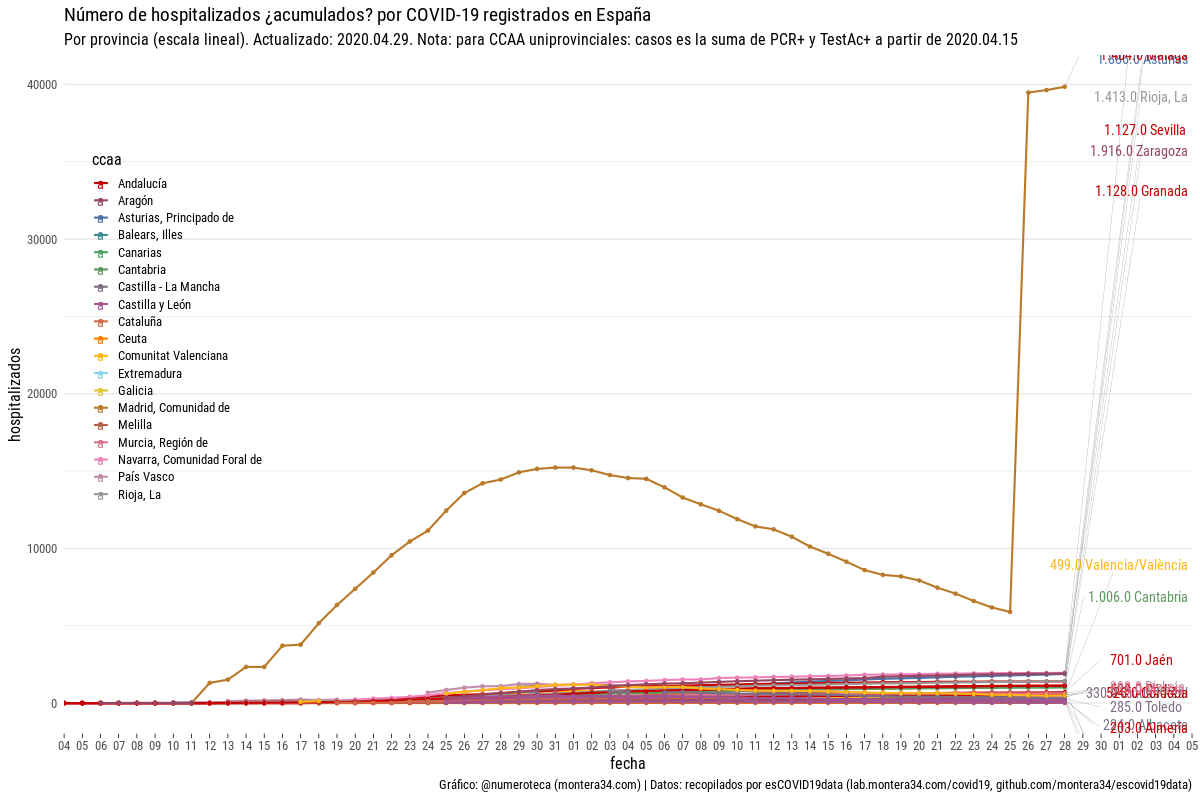 Número de hospitalizados ¿acumulados? por COVID-19 registrados en España
Por provincia (escala lineal). Actualizado: 2020.04.29. Nota: para CCAA uniprovinciales: casos es la suma de PCR+ y TestAc+ a partir de 2020.04.15
Asturias
40000
1.413.0 Rioja, La
1.127.0 Sevilla
1.916.0 Zaragoza
ccaa
Andalucía
1.128.0 Granada
Aragón
Asturias, Principado de
Balears, Illes
30000
Canarias
Cantabria
Castilla - La Mancha
Castilla y León
Cataluña
Ceuta
Comunitat Valenciana
Extremadura
Galicia
20000
Madrid, Comunidad de
Melilla
Murcia, Región de
Navarra, Comunidad Foral de
País Vasco
Rioja, La
hospitalizados
10000
499.0 Valencia/València
1.006.0 Cantabria
701.0 Jaén
285.0 Toledo
0
203.0 Almería
04 05 06 07 08 09 10 11 12 13 14 15 16 17 18 19 20 21 22 23 24 25 26 27 28 29 30 31 01 02 03 04 05 06 07 08 09 10 11 12 13 14 15 16 17 18 19 20 21 22 23 24 25 26 27 28 29 30 01 02 03 04 05
fecha
Gráfico: @numeroteca (montera34.com) | Datos: recopilados por esCOVID19data (lab.montera34.com/covid19, github.com/montera34/escovid19data)